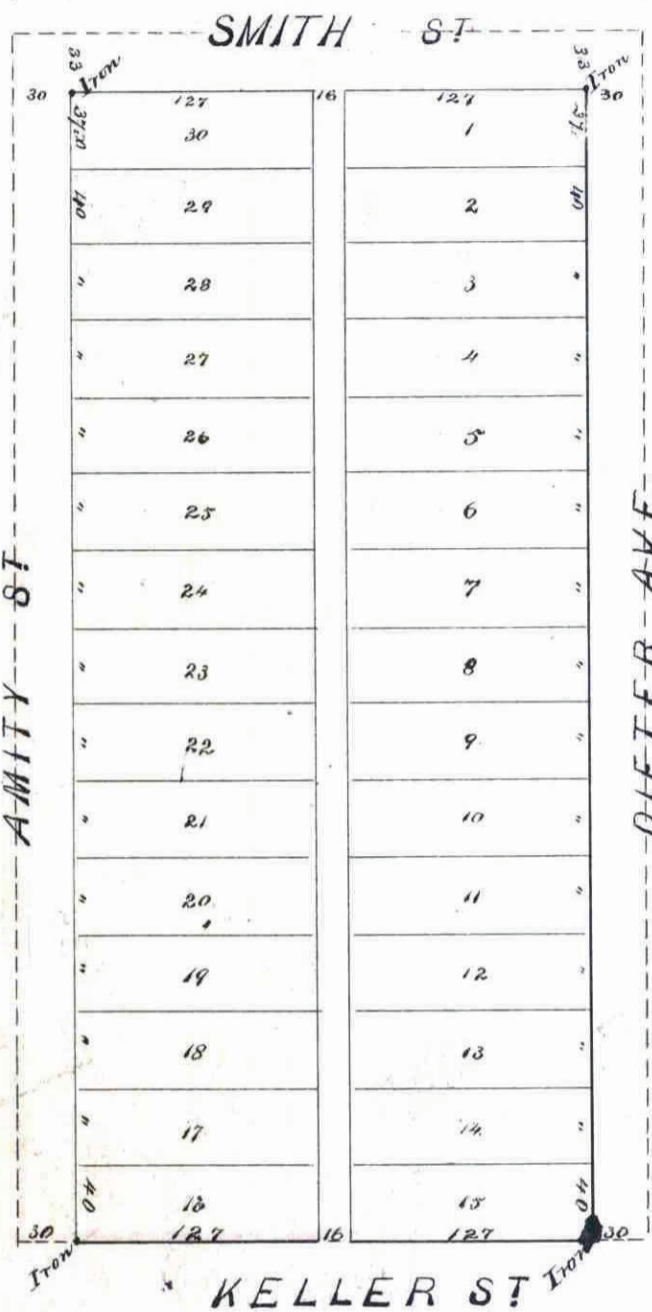 SMITH ST
33 33
Iron Iron
30 127 16 127 30
37.50 30 1 37.
40 29 2 40
" 28 3 "
" 27 4 "
" 26 5 "
" 25 6 "
" 24 7 "
" 23 8 "
" 22 9 "
" 21 10 "
" 20 11 "
" 19 12 "
" 18 13 "
" 17 14 "
40 16 15 40
30 127 16 127 30
Iron Iron
KELLER ST
AMITY ST
DIETER AVE